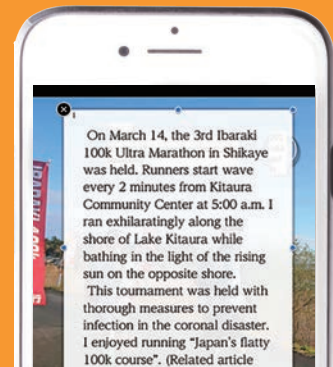 IBARAKI 100K
1
On March 14, the 3rd Ibaraki
100k Ultra Marathon in Shikaye
was held. Runners start wave
every 2 minutes from Kitaura
Community Center at 5:00 a.m. I
ran exhilaratingly along the
shore of Lake Kitaura while
bathing in the light of the rising
sun on the opposite shore.
This tournament was held with
thorough measures to prevent
infection in the coronal disaster.
I enjoyed running "Japan's flatty
100k course". (Related article